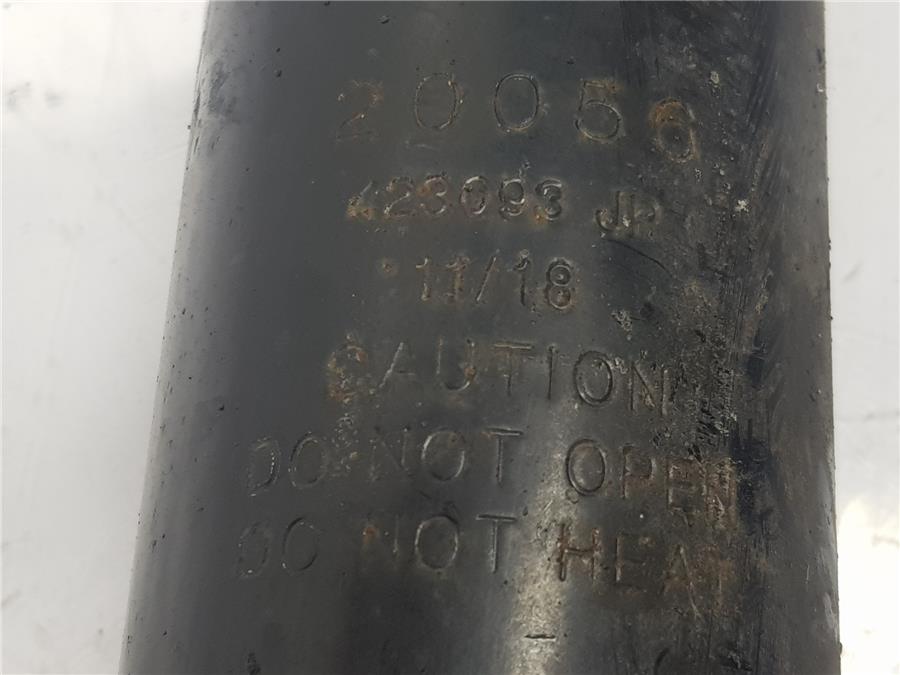 20056
423093 JP
11/18
CAUTION
DO NOT OPEN
DO NOT HEAT